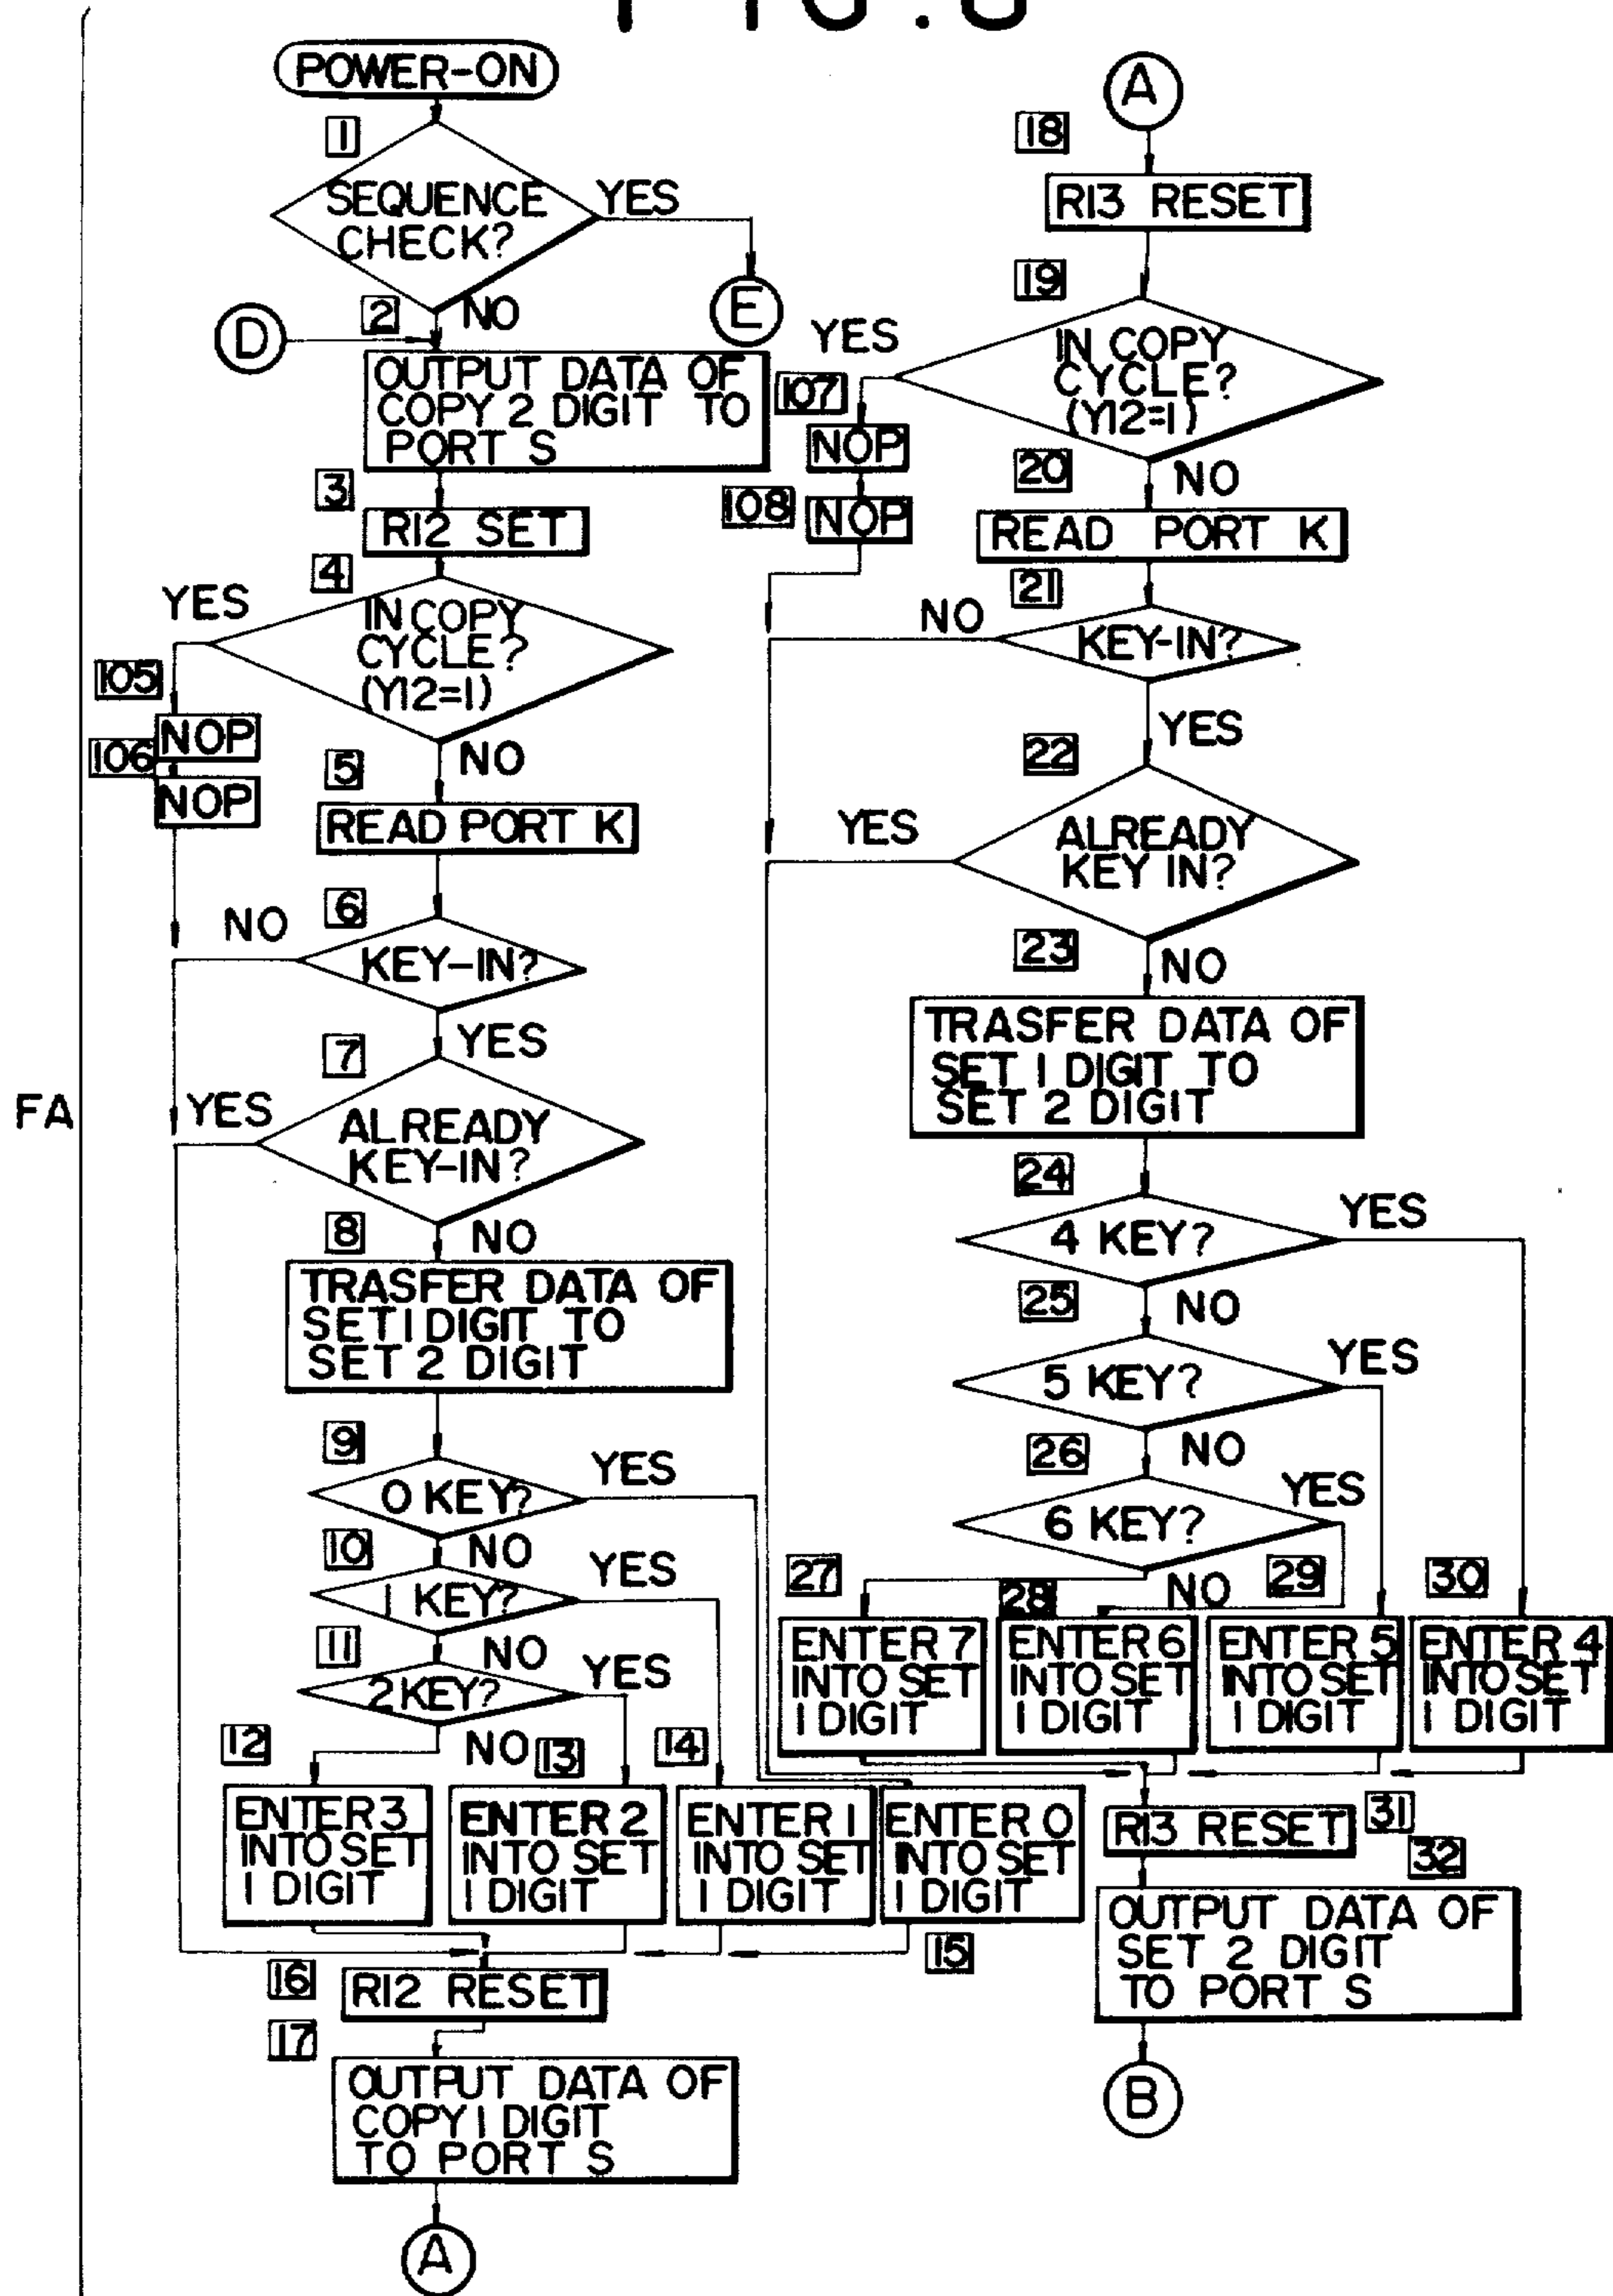 FIG.8
POWER-ON
1
SEQUENCE
CHECK?
YES
E
NO
2
D
OUTPUT DATA OF
COPY 2 DIGIT TO
PORT S
3
R12 SET
4
YES
IN COPY
CYCLE?
(Y12=1)
105
NOP
106
NOP
NO
5
READ PORT K
6
NO
KEY-IN?
YES
7
FA
YES
ALREADY
KEY-IN?
8
NO
TRASFER DATA OF
SET 1 DIGIT TO
SET 2 DIGIT
9
0 KEY?
YES
10
NO
1 KEY?
YES
11
NO
2 KEY?
YES
12
NO
13
14
ENTER 3
INTO SET
1 DIGIT
ENTER 2
INTO SET
1 DIGIT
ENTER 1
INTO SET
1 DIGIT
ENTER 0
INTO SET
1 DIGIT
15
16
R12 RESET
17
OUTPUT DATA OF
COPY 1 DIGIT
TO PORT S
A
A
18
R13 RESET
19
YES
IN COPY
CYCLE?
(Y12=1)
107
NOP
108
NOP
20
NO
READ PORT K
21
NO
KEY-IN?
YES
22
YES
ALREADY
KEY IN?
23
NO
TRASFER DATA OF
SET 1 DIGIT TO
SET 2 DIGIT
24
4 KEY?
YES
25
NO
5 KEY?
YES
26
NO
6 KEY?
YES
27
28
NO
29
30
ENTER 7
INTO SET
1 DIGIT
ENTER 6
INTO SET
1 DIGIT
ENTER 5
INTO SET
1 DIGIT
ENTER 4
INTO SET
1 DIGIT
R13 RESET
31
32
OUTPUT DATA OF
SET 2 DIGIT
TO PORT S
B